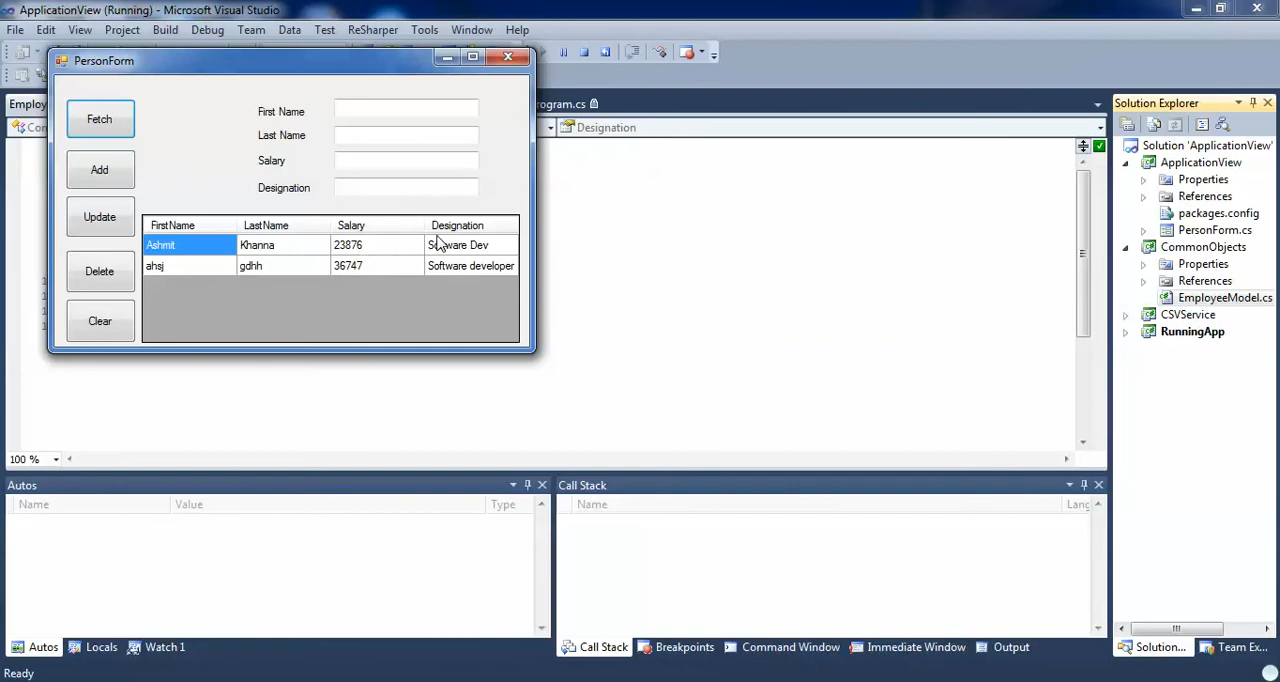 ApplicationView (Running) - Microsoft Visual Studio
File Edit View Project Build Debug Team Data ReSharper Tools Window Help
PersonForm
Fetch
Add
Update
Delete
Clear
First Name
Last Name
Salary
Designation
FirstName LastName Salary Designation
Ashmit Khanna 23876 Dev
ahsj gdhh 36747 Software developer
Designation
100 %
Autos
Name Value Type
Autos Locals Watch 1
Call Stack
Name
Call Stack Breakpoints Command Window Immediate Window Output
Solution Explorer
Solution 'ApplicationView'
ApplicationView
Properties
References
packages.config
PersonForm.cs
CommonObjects
Properties
References
EmployeeModel.cs
CSVService
RunningApp
Solution... Team Ex...
Ready